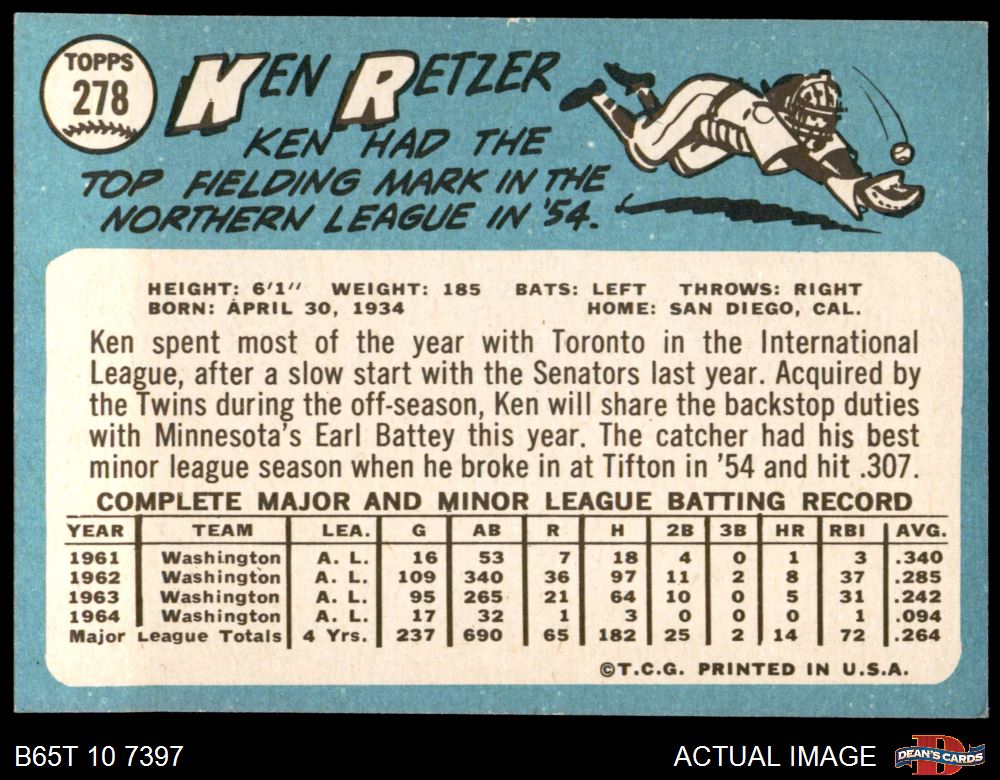 TOPPS
278
KEN RETZER
KEN HAD THE
TOP FIELDING MARK IN THE
NORTHERN LEAGUE IN '54.
HEIGHT: 6'1" WEIGHT: 185 BATS: LEFT THROWS: RIGHT
BORN: APRIL 30, 1934 HOME: SAN DIEGO, CAL.
Ken spent most of the year with Toronto in the International
League, after a slow start with the Senators last year. Acquired by
the Twins during the off-season, Ken will share the backstop duties
with Minnesota's Earl Battey this year. The catcher had his best
minor league season when he broke in at Tifton in '54 and hit .307.
COMPLETE MAJOR AND MINOR LEAGUE BATTING RECORD
YEAR TEAM LEA. G AB R H 2B 3B HR RBI AVG.
1961 Washington A. L. 16 53 7 18 4 0 1 3 .340
1962 Washington A. L. 109 340 36 97 11 2 8 37 .285
1963 Washington A. L. 95 265 21 64 10 0 5 31 .242
1964 Washington A. L. 17 32 1 3 0 0 0 1 .094
Major League Totals 4 Yrs. 237 690 65 182 25 2 14 72 .264
©T.C.G. PRINTED IN U.S.A.
B65T 10 7397 ACTUAL IMAGE DEAN'S CARDS